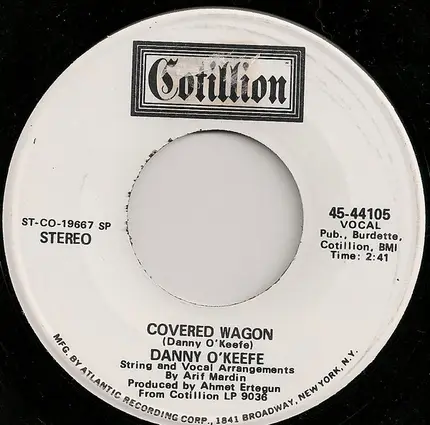 Cotillion
ST-CO-19667 SP
STEREO
45-44105
VOCAL
Pub., Burdette,
Cotillion, BMI
Time: 2:41
COVERED WAGON
(Danny O'Keefe)
DANNY O'KEEFE
String and Vocal Arrangements
By Arif Mardin
Produced by Ahmet Ertegun
From Cotillion LP 9036
MFG. BY ATLANTIC RECORDING CORP., 1841 BROADWAY, NEW YORK, N.Y.